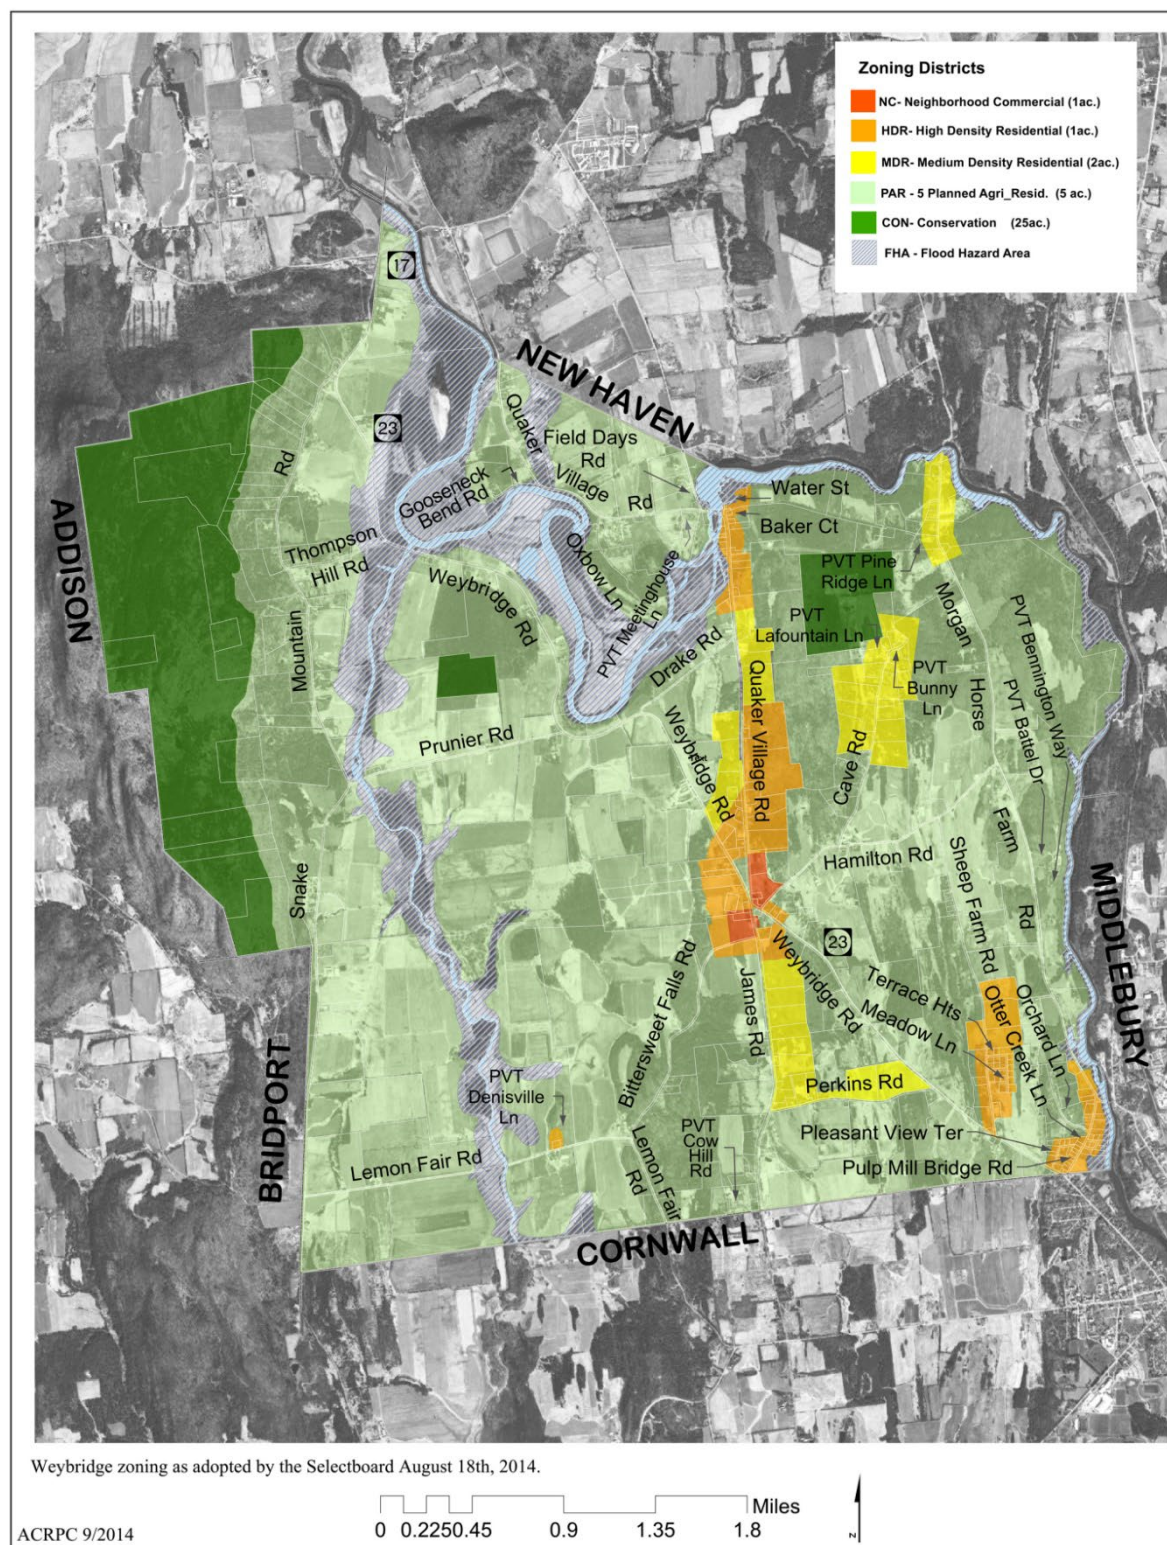 Zoning Districts
NC- Neighborhood Commercial (1ac.)
HDR- High Density Residential (1ac.)
MDR- Medium Density Residential (2ac.)
PAR - 5 Planned Agri_Resid. (5 ac.)
CON- Conservation (25ac.)
FHA - Flood Hazard Area
17
NEW HAVEN
23
Quaker
Village
Rd
Field Days
Rd
Gooseneck
Bend Rd
Water St
Baker Ct
Rd
Thompson
Hill Rd
Oxbow Ln
PVT Meetinghouse
Ln
PVT Pine
Ridge Ln
ADDISON
Weybridge Rd
Drake Rd
PVT
Lafountain Ln
Morgan
Horse
Farm
Rd
PVT Bennington Way
PVT Battel Dr
Mountain
Quaker Village Rd
PVT
Bunny
Ln
Prunier Rd
Weybridge Rd
Cave Rd
Hamilton Rd
Sheep Farm Rd
MIDDLEBURY
Snake
23
Bittersweet Falls Rd
James Rd
Weybridge Rd
Terrace Hts
Meadow Ln
Otter Creek Ln
Orchard Ln
BRIDPORT
PVT
Denisville
Ln
Perkins Rd
Lemon Fair Rd
Lemon Fair
Rd
PVT
Cow
Hill
Rd
Pleasant View Ter
Pulp Mill Bridge Rd
CORNWALL
Weybridge zoning as adopted by the Selectboard August 18th, 2014.
Miles
0 0.225 0.45 0.9 1.35 1.8
N
ACRPC 9/2014